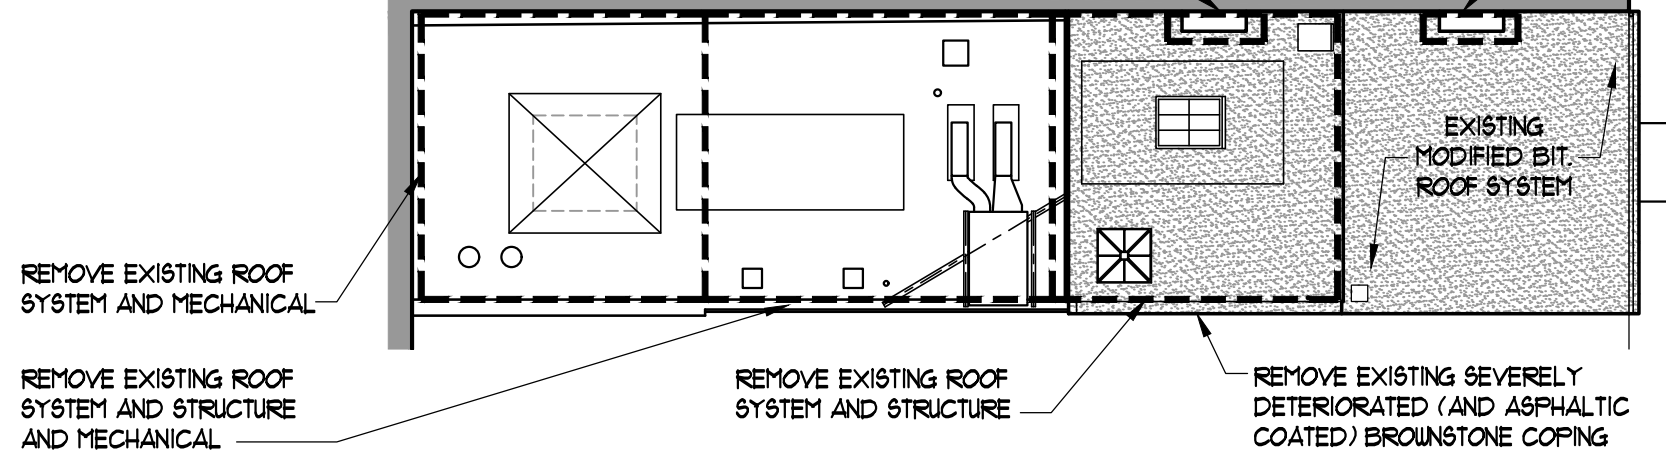 EXISTING
MODIFIED BIT.
ROOF SYSTEM
REMOVE EXISTING ROOF
SYSTEM AND MECHANICAL
REMOVE EXISTING ROOF
SYSTEM AND STRUCTURE
AND MECHANICAL
REMOVE EXISTING ROOF
SYSTEM AND STRUCTURE
REMOVE EXISTING SEVERELY
DETERIORATED (AND ASPHALTIC
COATED) BROWNSTONE COPING